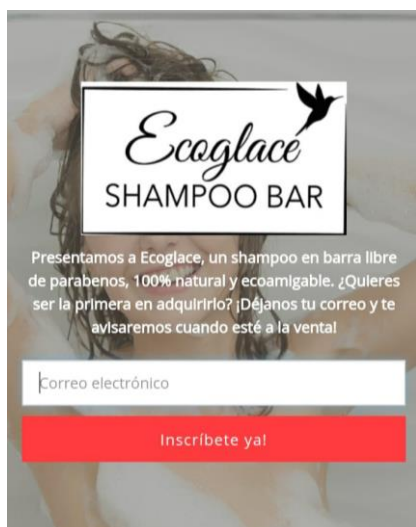 Ecoglacé
SHAMPOO BAR
Presentamos a Ecoglace, un shampoo en barra libre
de parabenos, 100% natural y ecoamigable. ¿Quieres
ser la primera en adquirirlo? ¡Déjanos tu correo y te
avisaremos cuando esté a la venta!
Correo electrónico
Inscríbete ya!